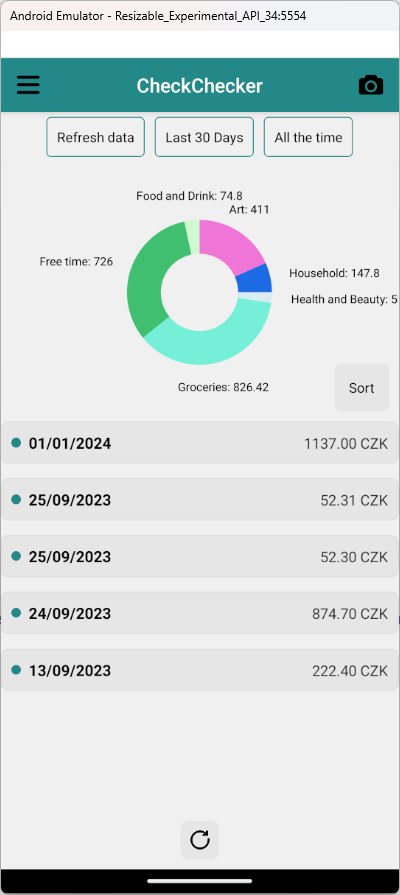 Android Emulator - Resizable_Experimental_API_34:5554
CheckChecker
Refresh data
Last 30 Days
All the time
Food and Drink: 74.8
Art: 411
Free time: 726
Household: 147.8
Health and Beauty: 5
Groceries: 826.42
Sort
01/01/2024 1137.00 CZK
25/09/2023 52.31 CZK
25/09/2023 52.30 CZK
24/09/2023 874.70 CZK
13/09/2023 222.40 CZK